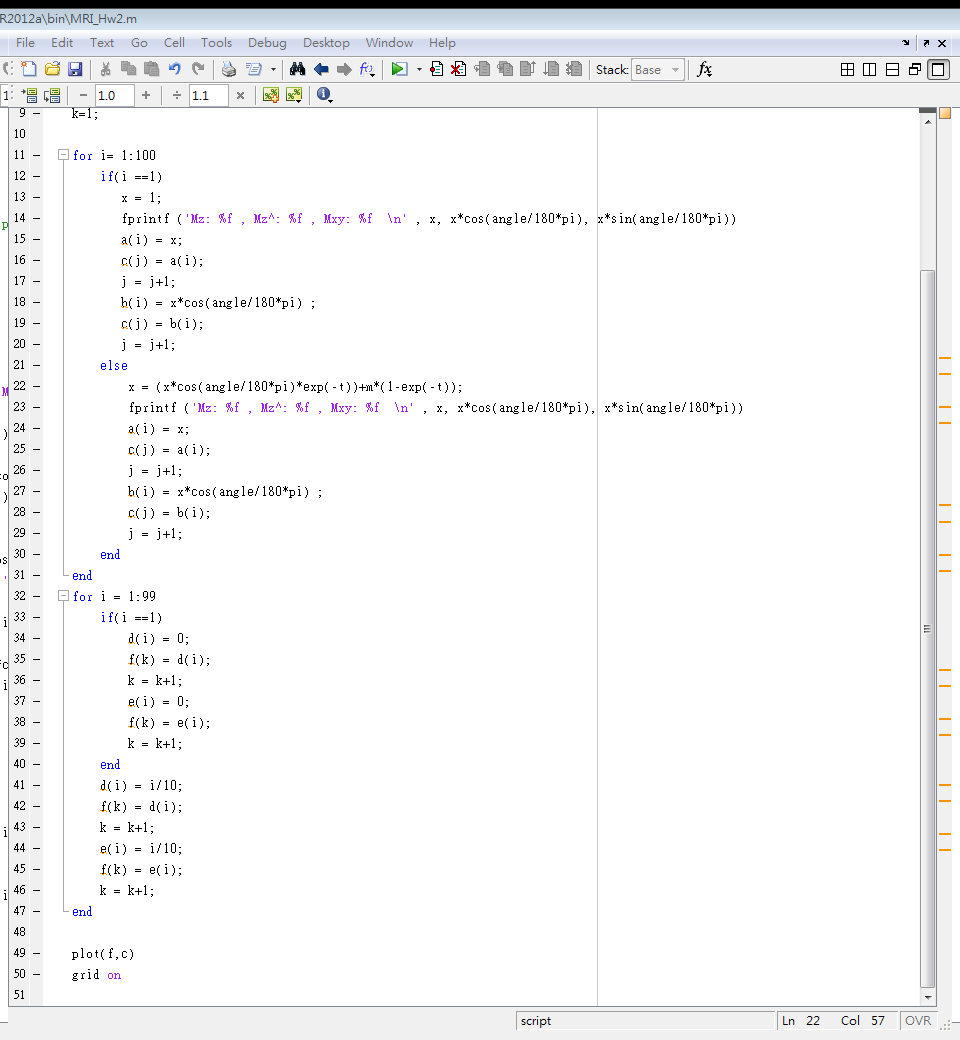 R2012a\bin\MRI_Hw2.m
File Edit Text Go Cell Tools Debug Desktop Window Help
Stack: Base fx
1.0 1.1
9 k=1;
10
11 for i= 1:100
12 if(i ==1)
13 x = 1;
14 fprintf ('Mz: %f , Mz^: %f , Mxy: %f  \n' , x, x*cos(angle/180*pi), x*sin(angle/180*pi))
15 a(i) = x;
16 c(j) = a(i);
17 j = j+1;
18 b(i) = x*cos(angle/180*pi) ;
19 c(j) = b(i);
20 j = j+1;
21 else
22 x = (x*cos(angle/180*pi)*exp(-t))+m*(1-exp(-t));
23 fprintf ('Mz: %f , Mz^: %f , Mxy: %f  \n' , x, x*cos(angle/180*pi), x*sin(angle/180*pi))
24 a(i) = x;
25 c(j) = a(i);
26 j = j+1;
27 b(i) = x*cos(angle/180*pi) ;
28 c(j) = b(i);
29 j = j+1;
30 end
31 end
32 for i = 1:99
33 if(i ==1)
34 d(i) = 0;
35 f(k) = d(i);
36 k = k+1;
37 e(i) = 0;
38 f(k) = e(i);
39 k = k+1;
40 end
41 d(i) = i/10;
42 f(k) = d(i);
43 k = k+1;
44 e(i) = i/10;
45 f(k) = e(i);
46 k = k+1;
47 end
48
49 plot(f,c)
50 grid on
51
script Ln 22 Col 57 OVR